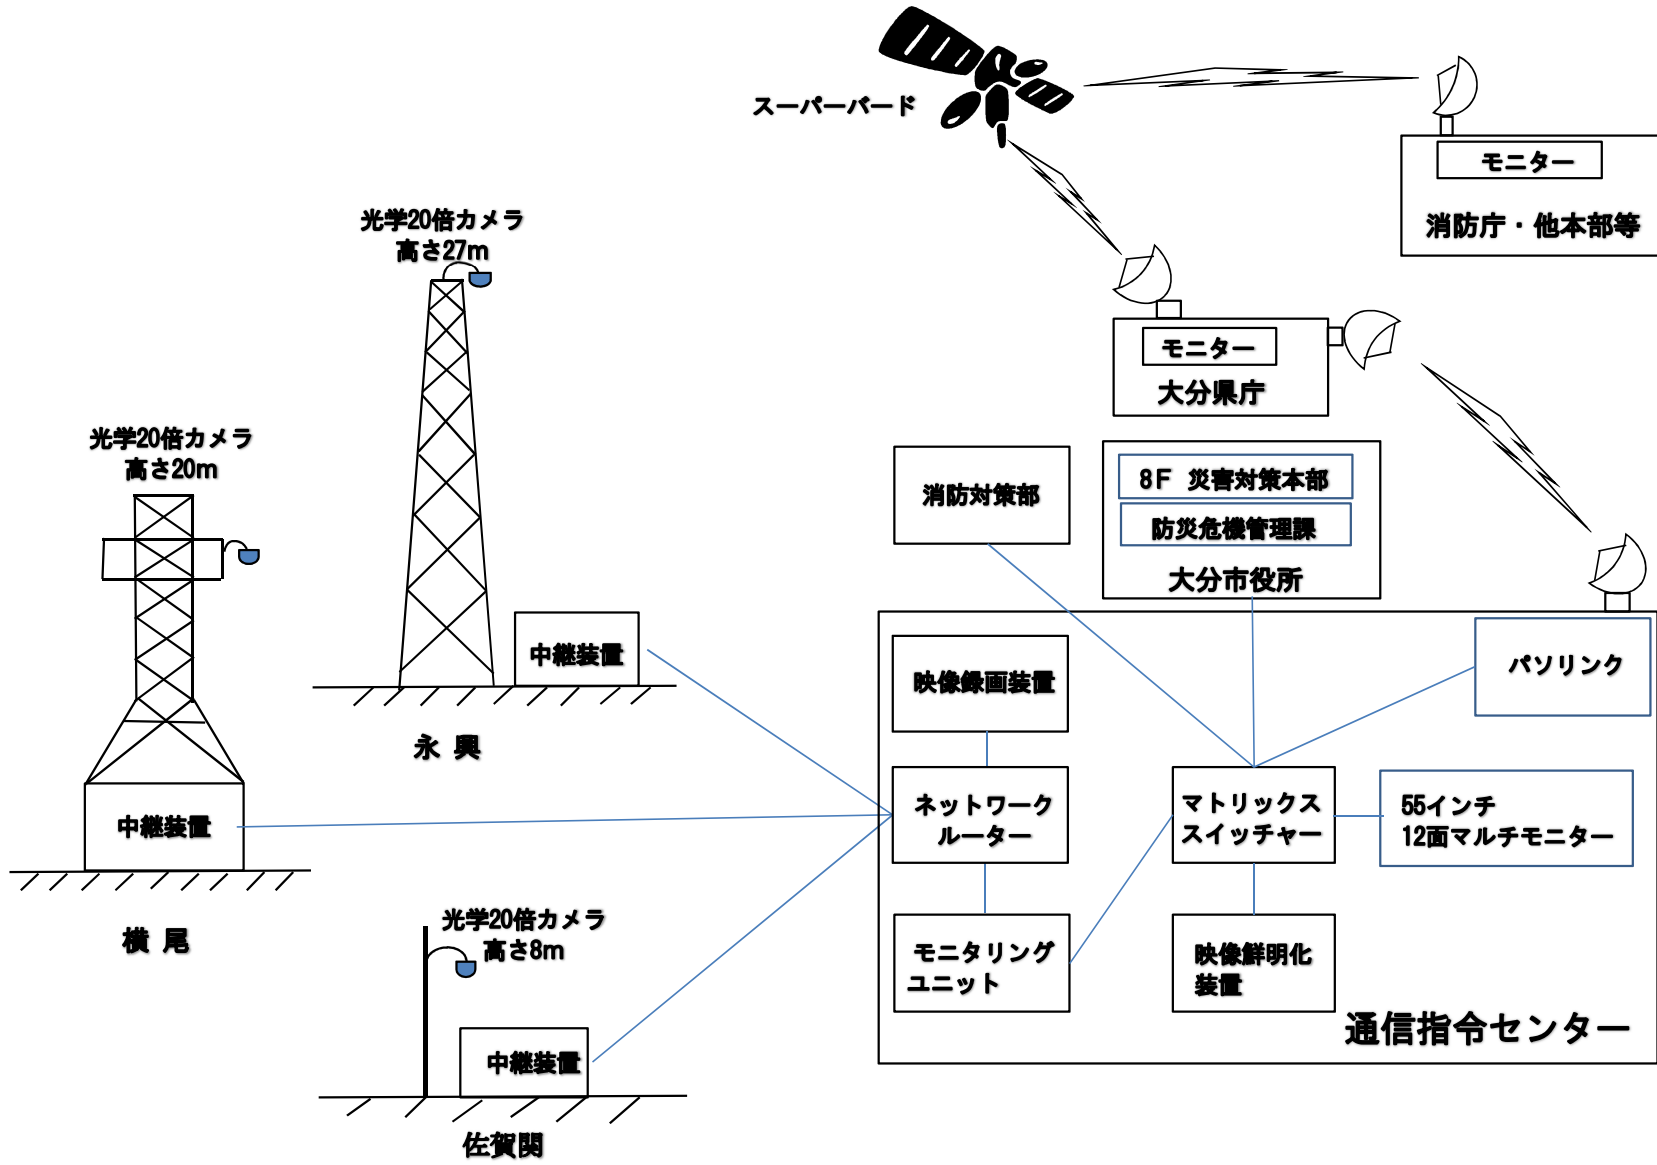 スーパーバード
モニター
消防庁・他本部等
光学20倍カメラ
高さ27m
モニター
大分県庁
光学20倍カメラ
高さ20m
消防対策部
8F 災害対策本部
防災危機管理課
大分市役所
中継装置
永 興
映像録画装置
パソリンク
中継装置
横 尾
ネットワーク
ルーター
マトリックス
スイッチャー
55インチ
12面マルチモニター
光学20倍カメラ
高さ8m
モニタリング
ユニット
映像鮮明化
装置
通信指令センター
中継装置
佐賀関